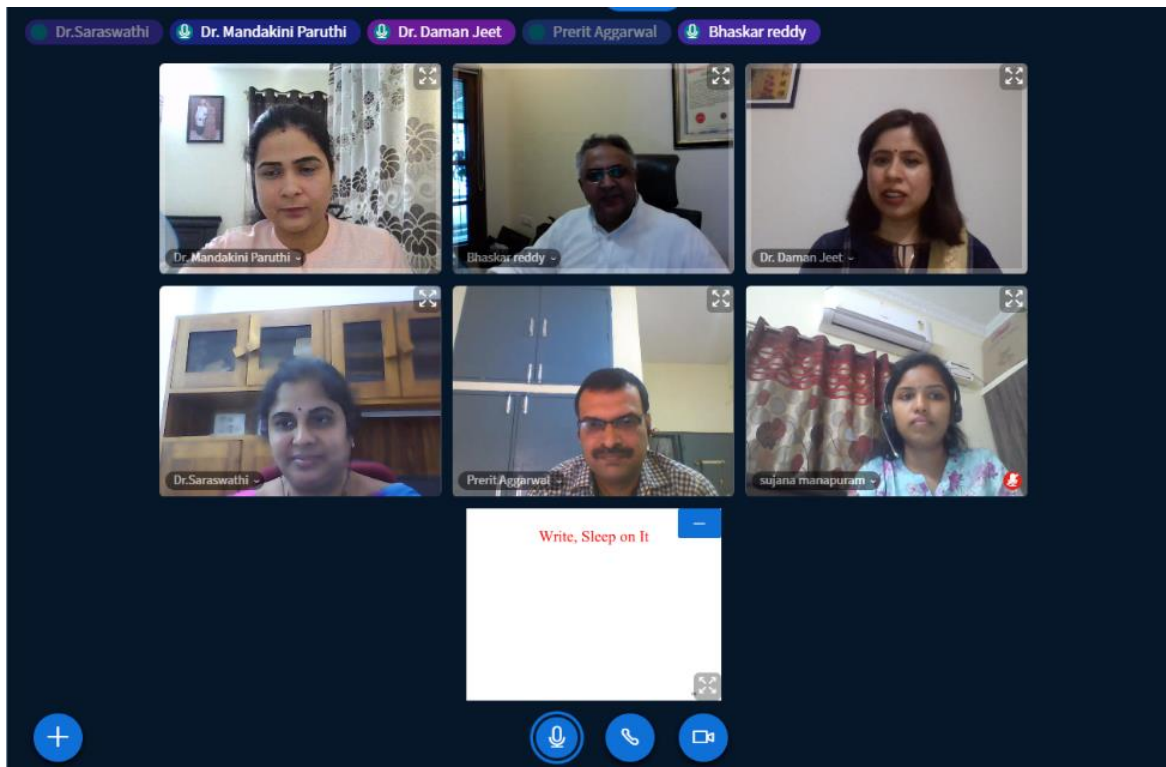 Dr.Saraswathi
Dr. Mandakini Paruthi
Dr. Daman Jeet
Prerit Aggarwal
Bhaskar reddy
Dr. Mandakini Paruthi
Bhaskar reddy
Dr. Daman Jeet
Dr.Saraswathi
Prerit Aggarwal
sujana manapuram
Write, Sleep on It